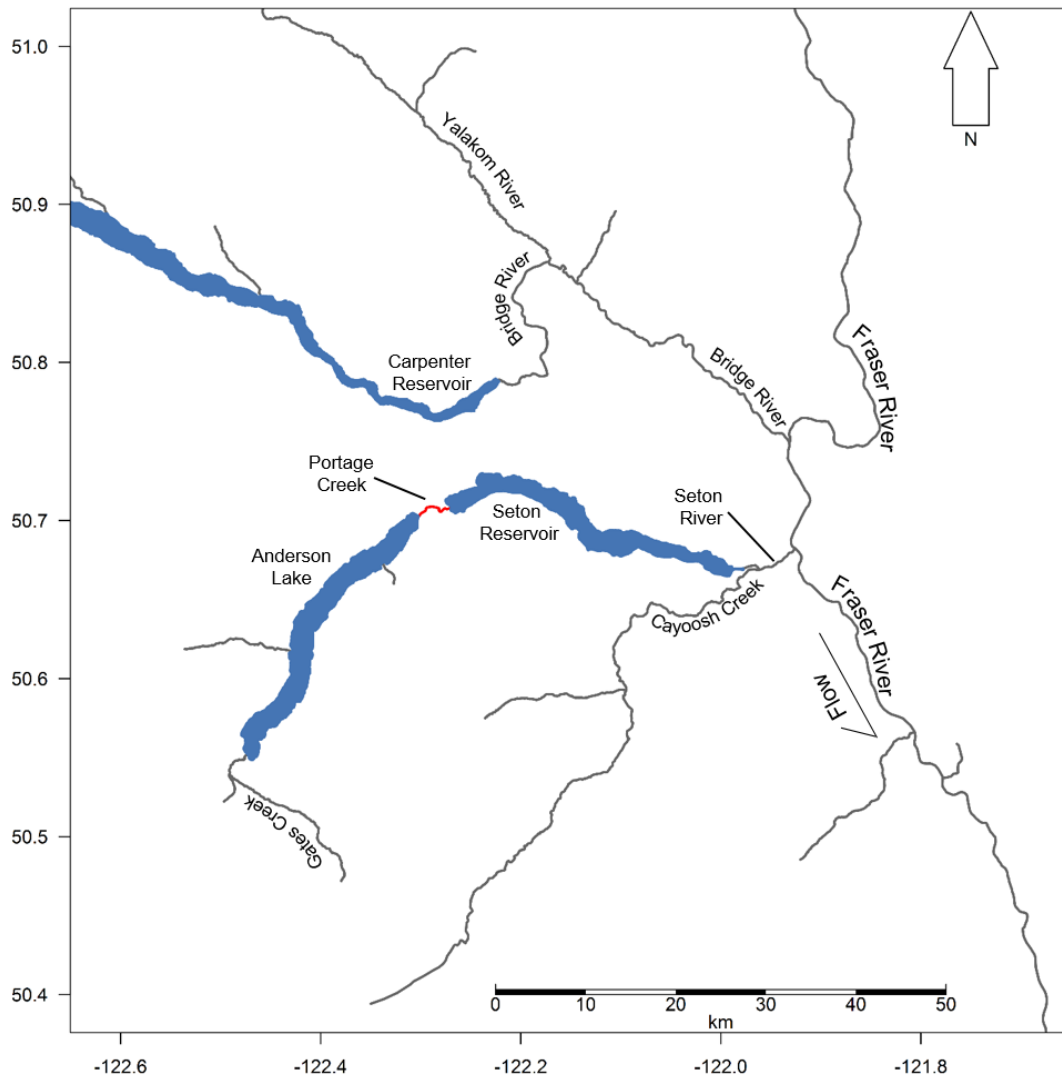 51.0
50.9
50.8
50.7
50.6
50.5
50.4
N
Yalakom River
Bridge River
Fraser River
Carpenter
Reservoir
Bridge River
Portage
Creek
Seton
River
Seton
Reservoir
Anderson
Lake
Cayoosh Creek
Fraser River
Flow
Gates Creek
0
10
20
30
40
50
km
-122.6
-122.4
-122.2
-122.0
-121.8